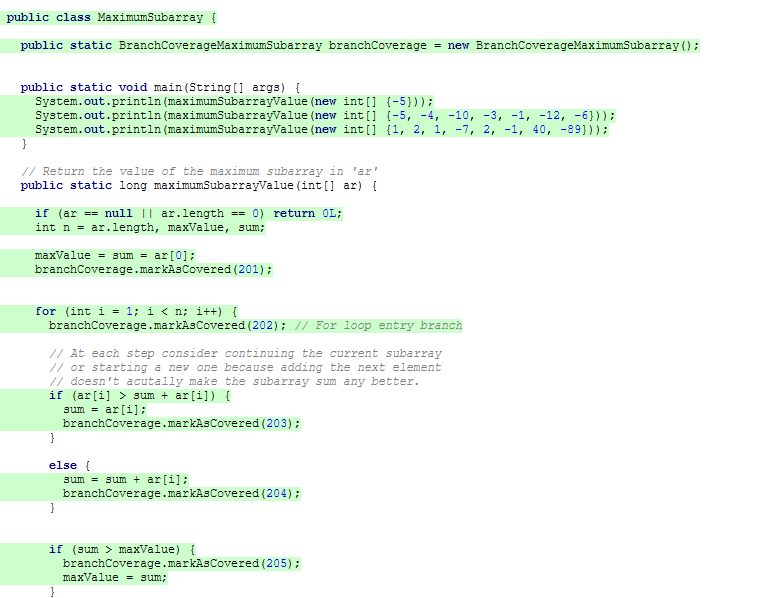 public class MaximumSubarray {
public static BranchCoverageMaximumSubarray branchCoverage = new BranchCoverageMaximumSubarray();
public static void main(String[] args) {
System.out.println(maximumSubarrayValue(new int[] {-5}));
System.out.println(maximumSubarrayValue(new int[] {-5, -4, -10, -3, -1, -12, -6}));
System.out.println(maximumSubarrayValue(new int[] {1, 2, 1, -7, 2, -1, 40, -89}));
}
// Return the value of the maximum subarray in 'ar'
public static long maximumSubarrayValue(int[] ar) {
if (ar == null || ar.length == 0) return 0L;
int n = ar.length, maxValue, sum;
maxValue = sum = ar[0];
branchCoverage.markAsCovered(201);
for (int i = 1; i < n; i++) {
branchCoverage.markAsCovered(202); // For loop entry branch
// At each step consider continuing the current subarray
// or starting a new one because adding the next element
// doesn't acutally make the subarray sum any better.
if (ar[i] > sum + ar[i]) {
sum = ar[i];
branchCoverage.markAsCovered(203);
}
else {
sum = sum + ar[i];
branchCoverage.markAsCovered(204);
}
if (sum > maxValue) {
branchCoverage.markAsCovered(205);
maxValue = sum;
}